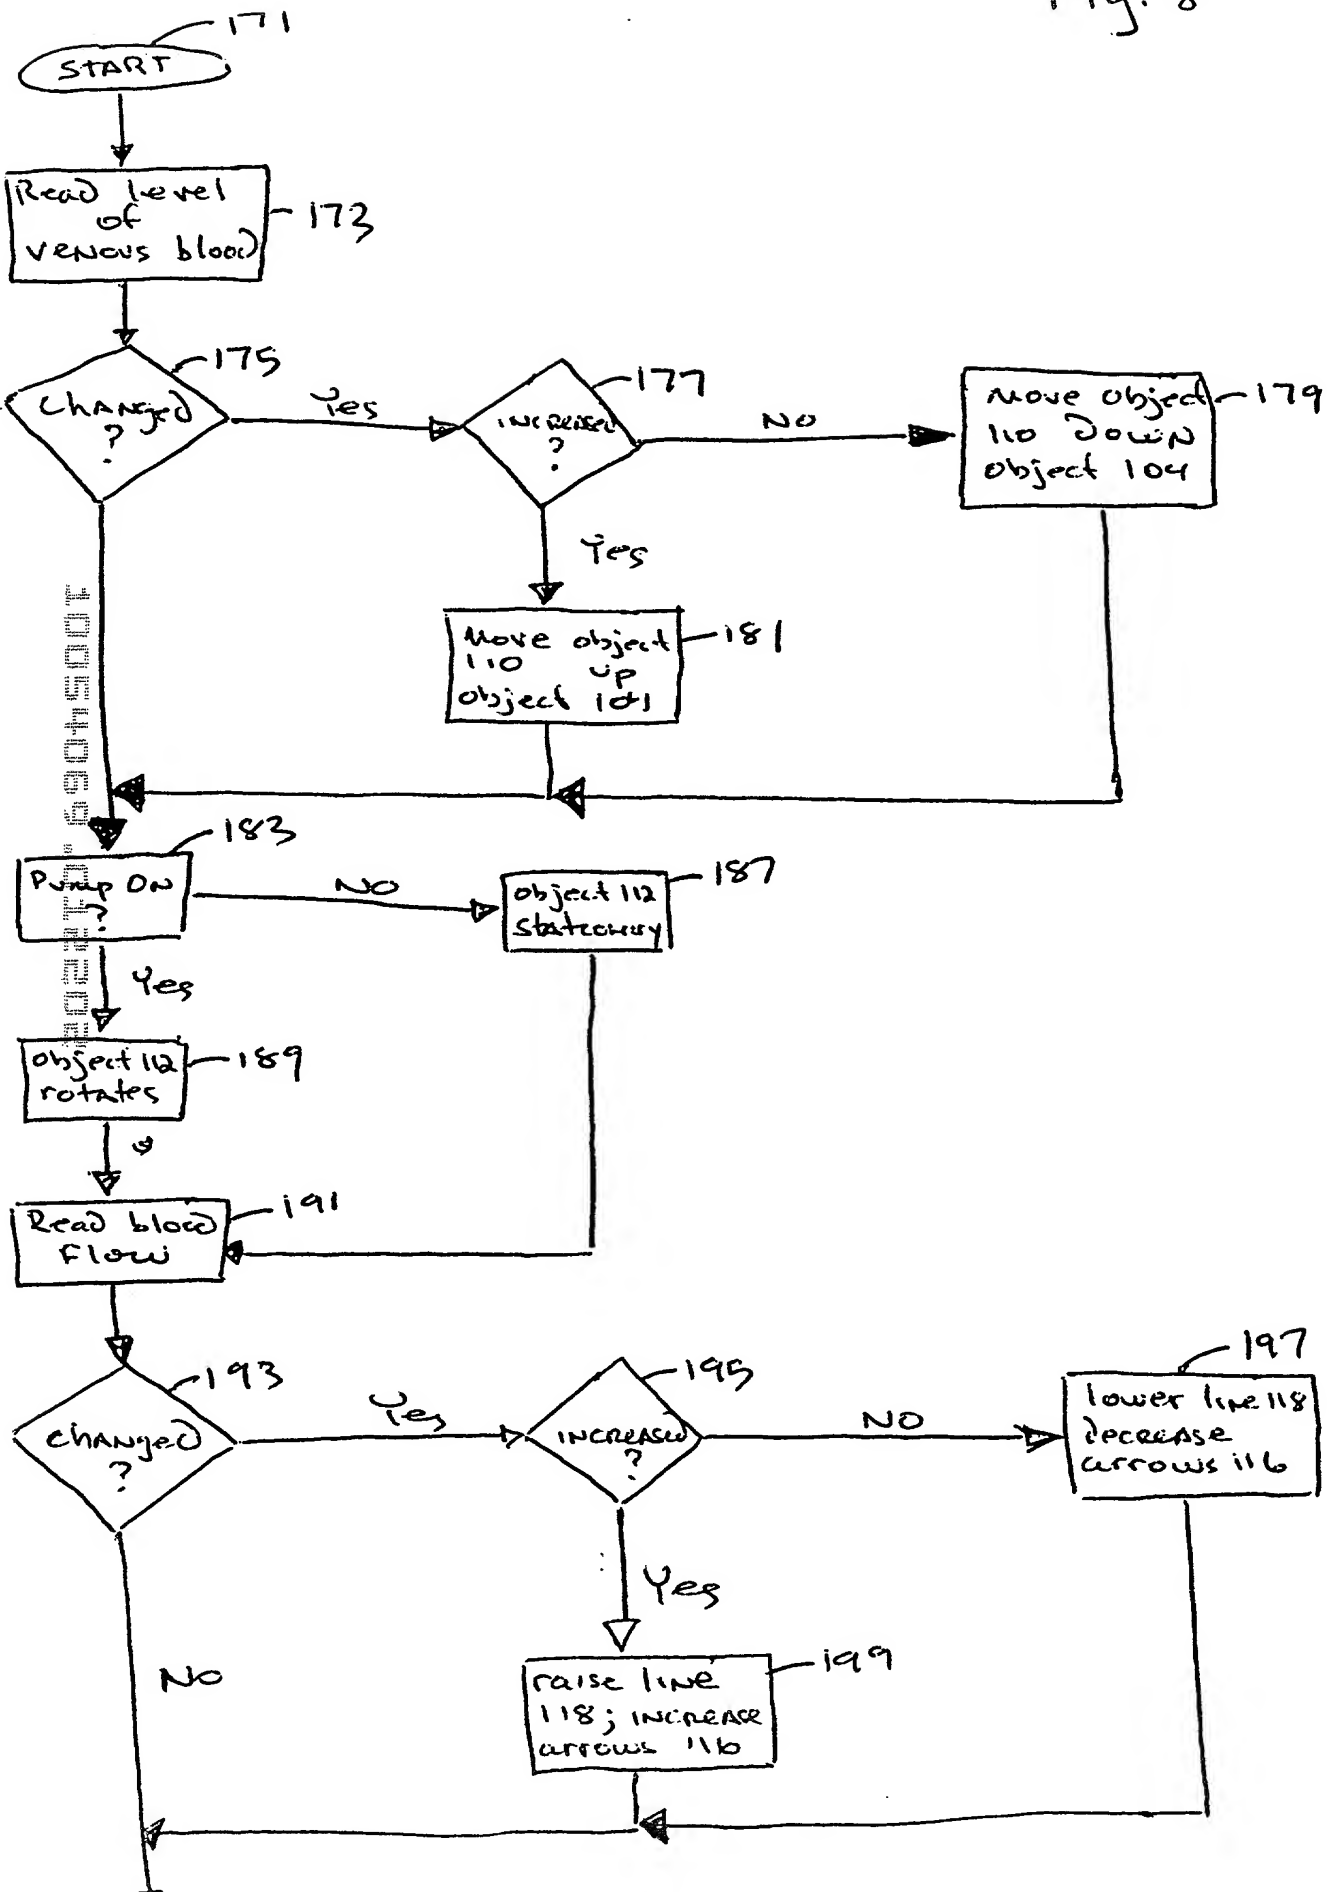 Fig. 8
171
START
Read level
of
venous blood
173
Changed
?
175
Yes
Increased
?
177
NO
Move object
110 Down
object 104
179
Yes
Move object
110 up
object 104
181
183
Pump On
?
NO
object 112
187
Yes
object 112
rotates
189
Read blood
Flow
191
Changed
?
193
Yes
Increased
?
195
NO
lower line 118
decrease
arrows 116
197
Yes
raise line
118; increase
arrows 116
199
NO